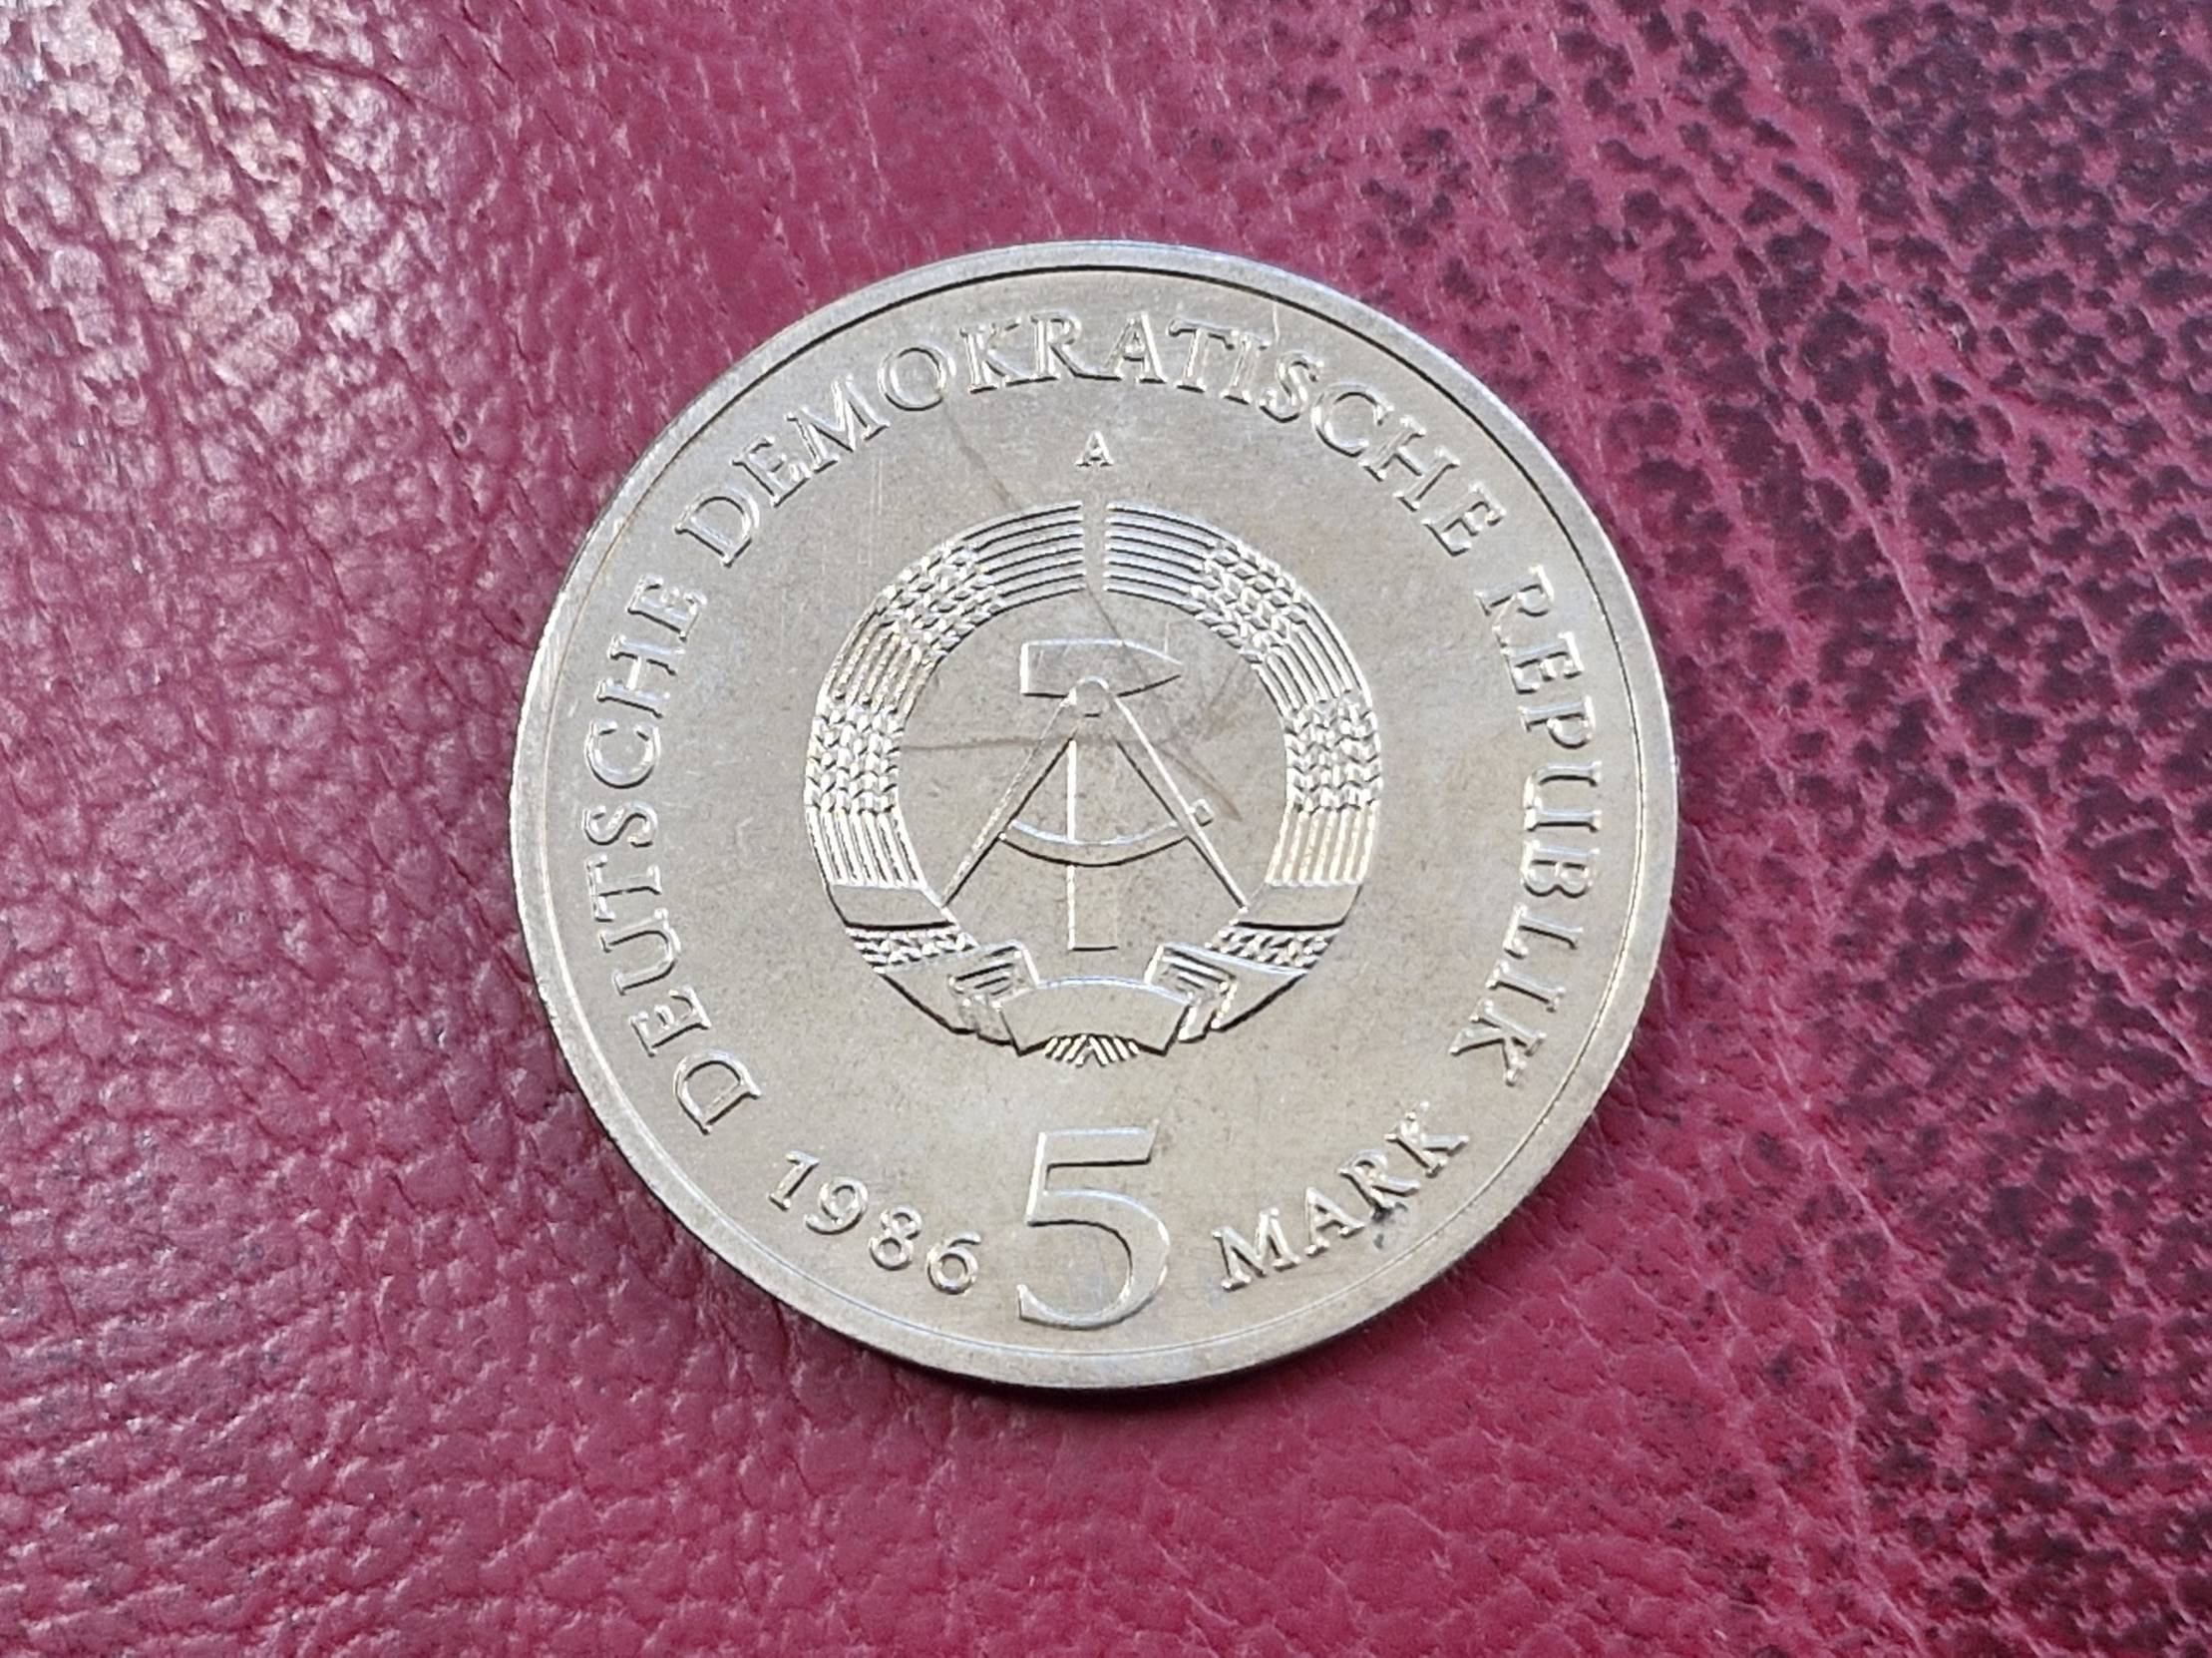 DEUTSCHE DEMOKRATISCHE REPUBLIK
A
1986 5 MARK